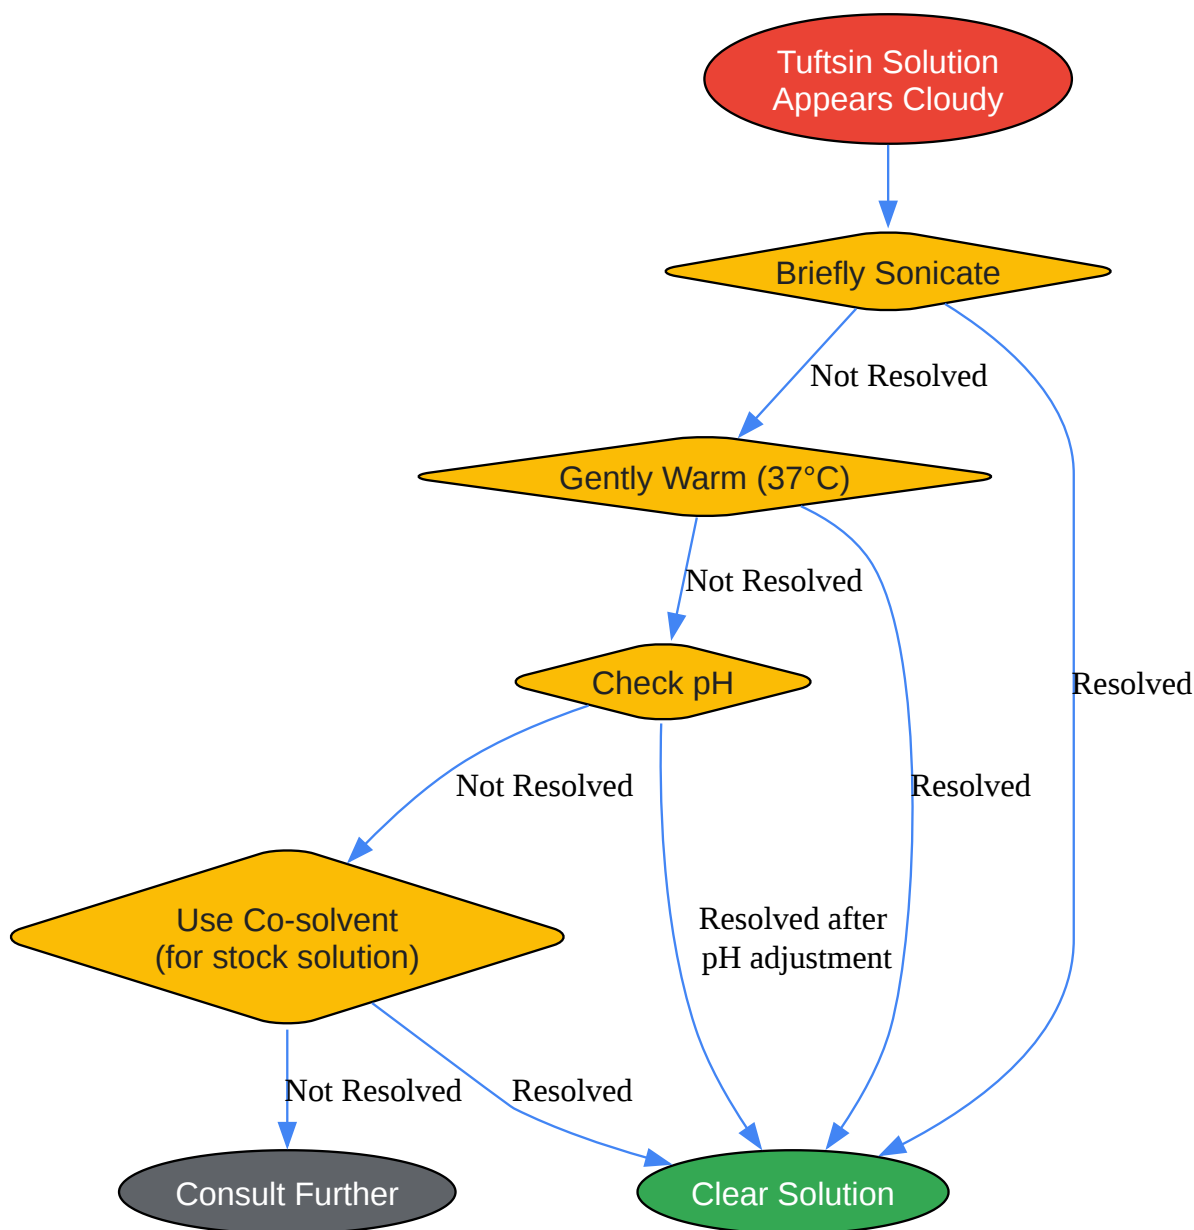 Tuftsin Solution
Appears Cloudy
Briefly Sonicate
Not Resolved
Gently Warm (37°C)
Not Resolved
Check pH
Resolved
Not Resolved
Resolved
Use Co-solvent
(for stock solution)
Resolved after
pH adjustment
Not Resolved
Resolved
Consult Further
Clear Solution